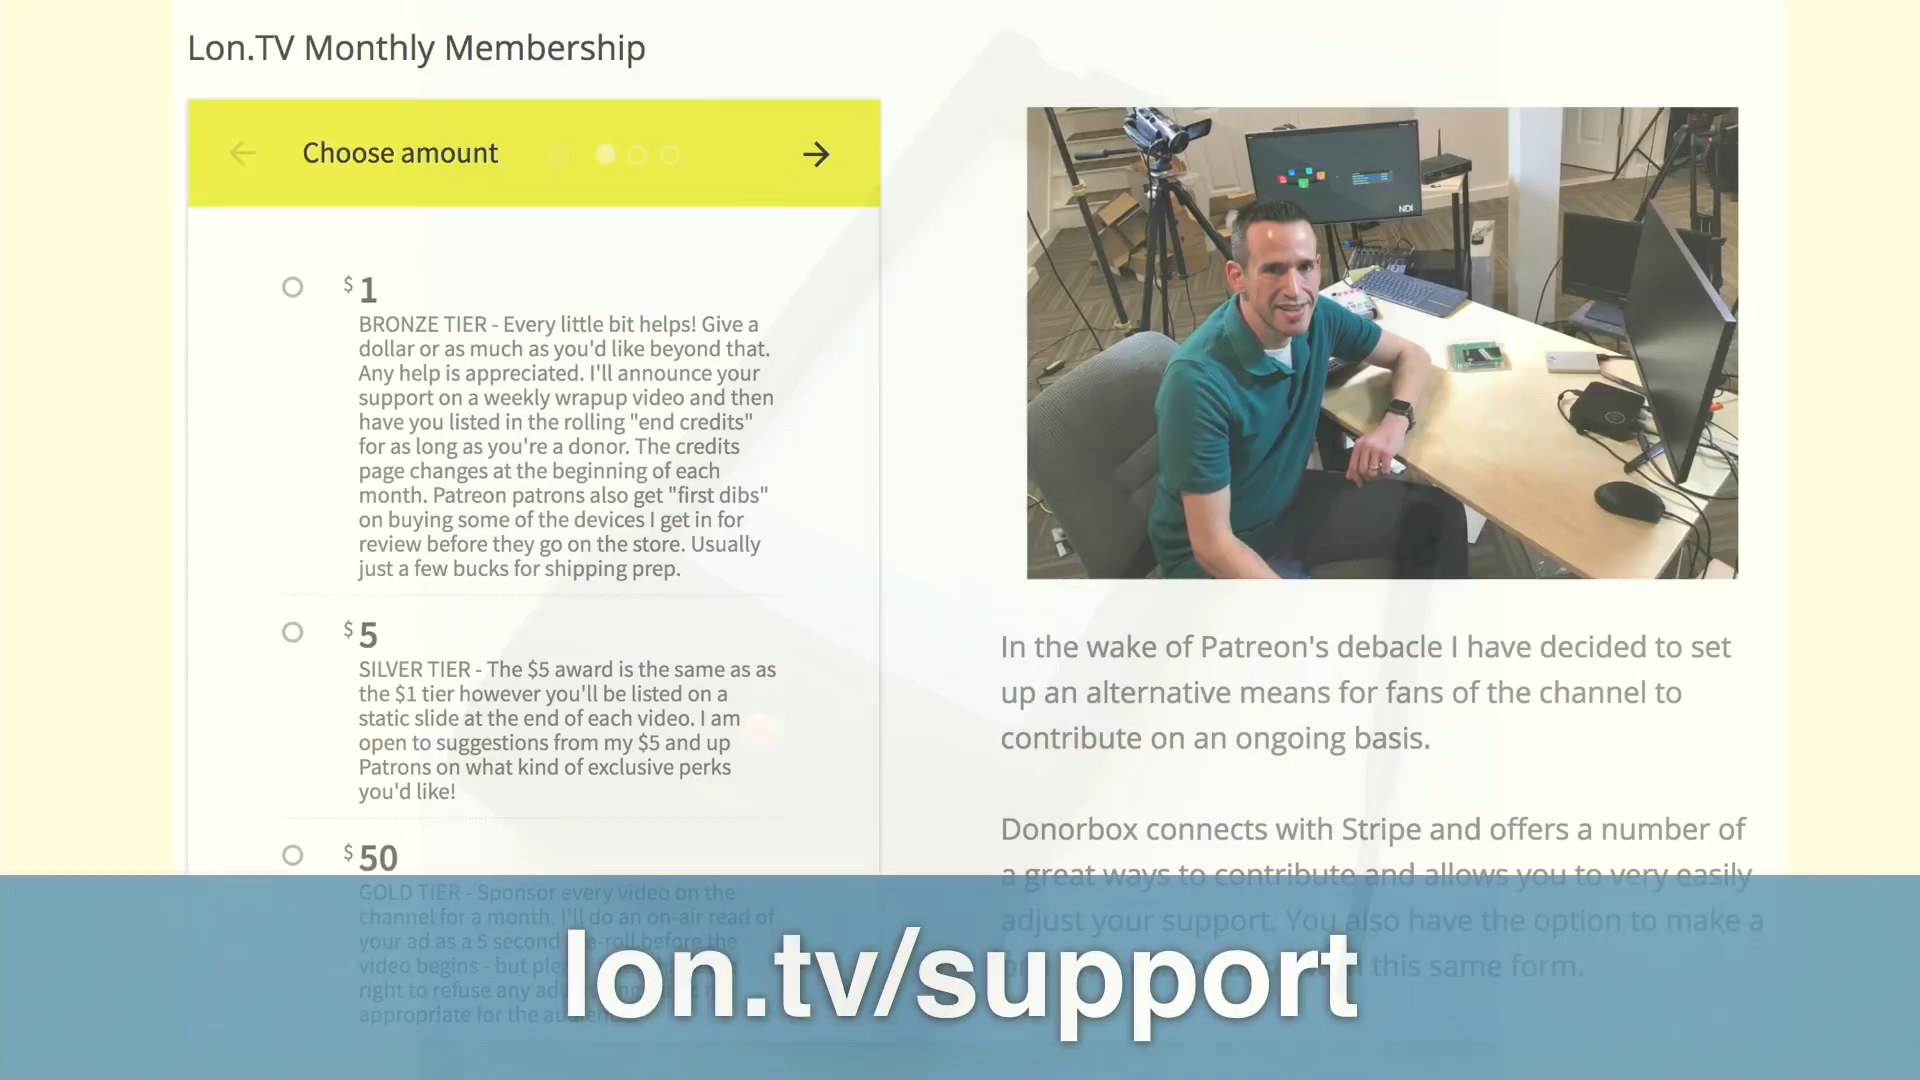 Lon.TV Monthly Membership
Choose amount
$1
BRONZE TIER - Every little bit helps! Give a
dollar or as much as you'd like beyond that.
Any help is appreciated. I'll announce your
support on a weekly wrapup video and then
have you listed in the rolling "end credits"
for as long as you're a donor. The credits
page changes at the beginning of each
month. Patreon patrons also get "first dibs"
on buying some of the devices I get in for
review before they go on the store. Usually
just a few bucks for shipping prep.
$5
SILVER TIER - The $5 award is the same as as
the $1 tier however you'll be listed on a
static slide at the end of each video. I am
open to suggestions from my $5 and up
Patrons on what kind of exclusive perks
you'd like!
$50
GOLD TIER - Sponsor every video on the
channel for a month. I'll do an on-air read of
your ad as a 5 second before the
video begins - but
right to refuse any
appropriate for the
NDI
In the wake of Patreon's debacle I have decided to set
up an alternative means for fans of the channel to
contribute on an ongoing basis.
Donorbox connects with Stripe and offers a number of
a great ways to contribute and allows you to very easily
adjust your support. You also have the option to make a
this same form.
lon.tv/support